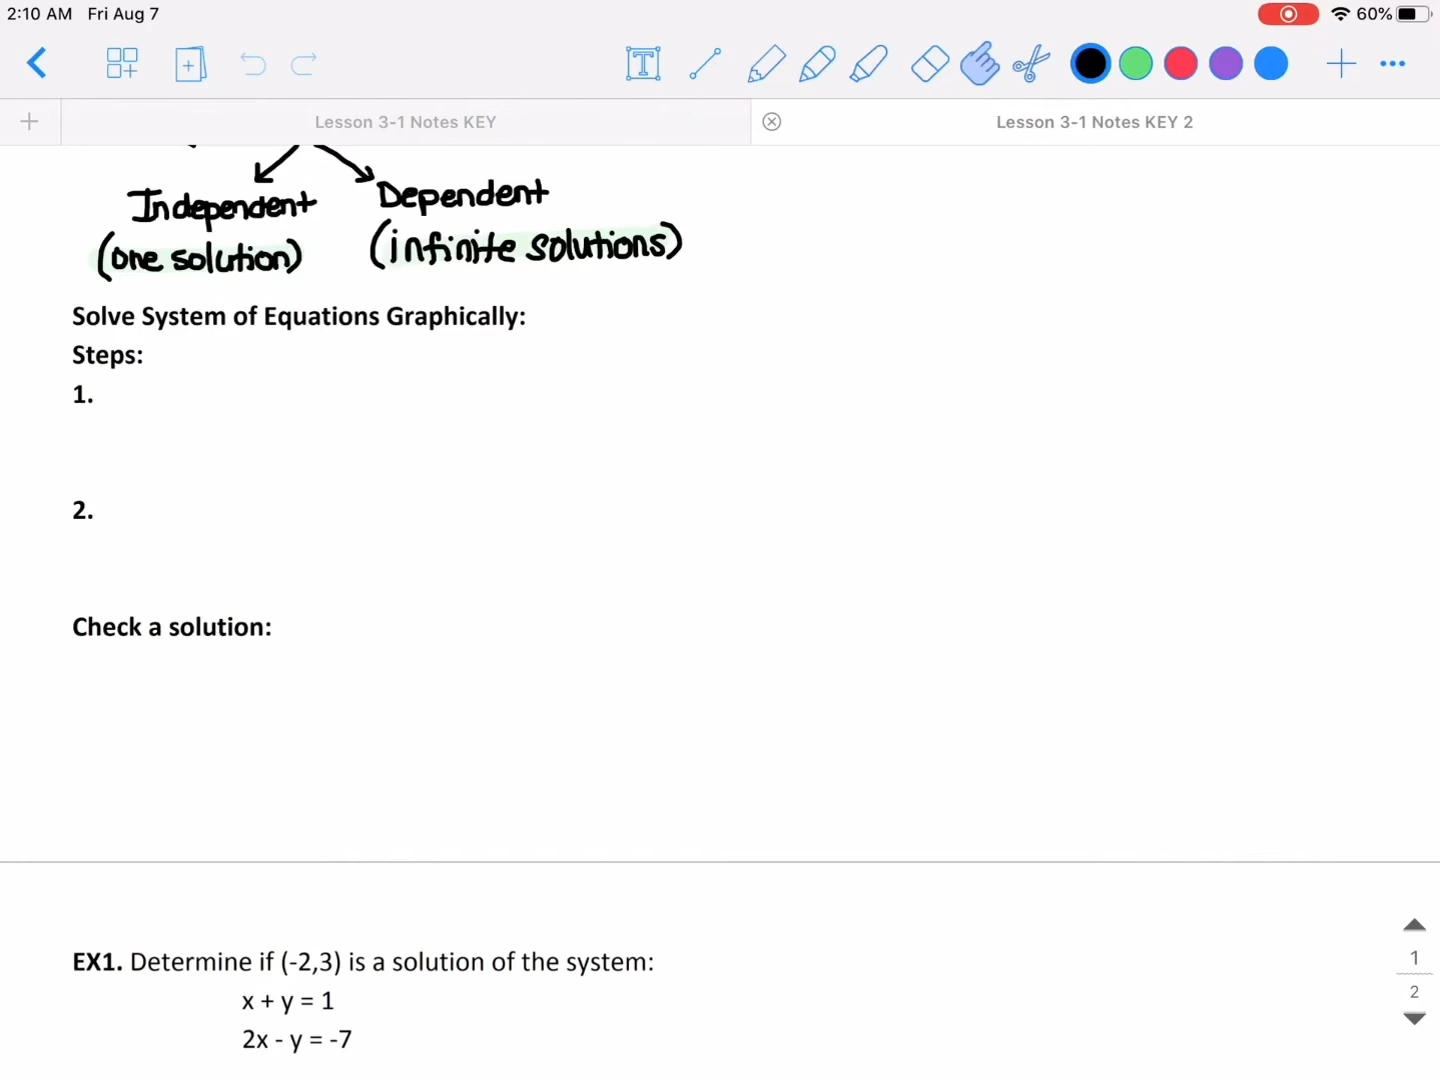 2:10 AM Fri Aug 7
60%
T
Lesson 3-1 Notes KEY
Lesson 3-1 Notes KEY 2
Independent
Dependent
(one solution)
(infinite solutions)
Solve System of Equations Graphically:
Steps:
1.
2.
Check a solution:
EX1. Determine if (-2,3) is a solution of the system:
x + y = 1
2x - y = -7
1
2